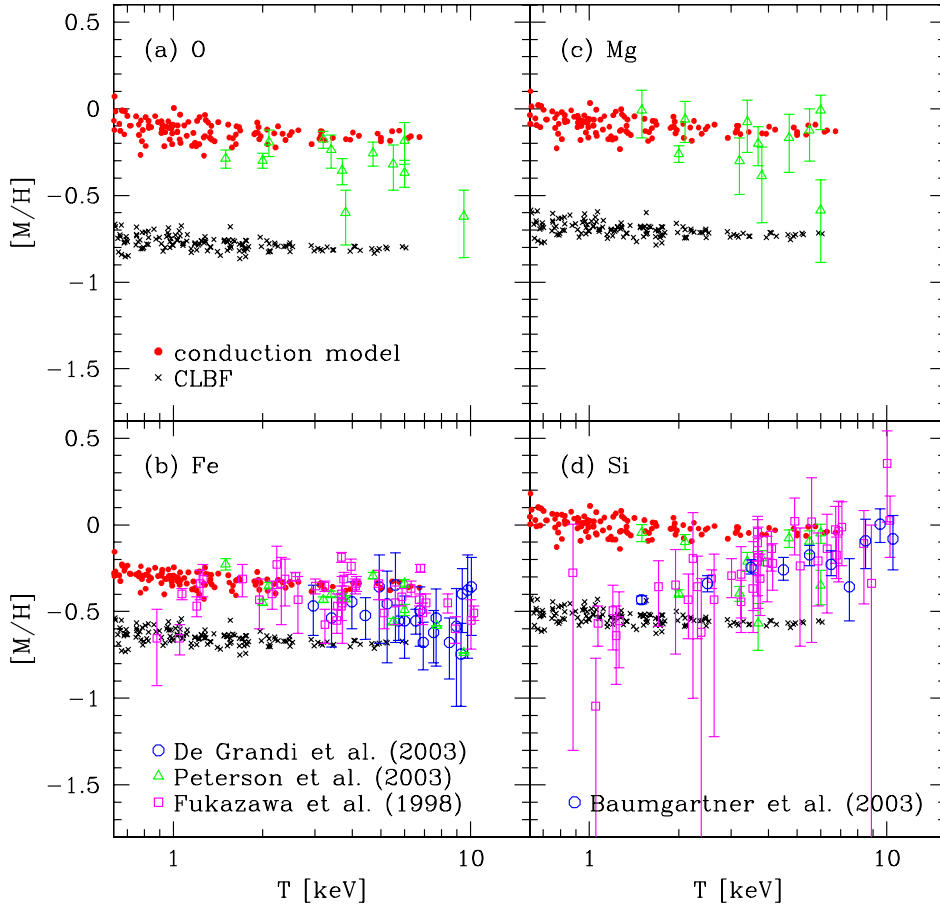 0.5
(a) O
(c) Mg
0
−0.5
[M/H]
−1
conduction model
CLBF
−1.5
0.5
(b) Fe
(d) Si
0
−0.5
[M/H]
−1
De Grandi et al. (2003)
Peterson et al. (2003)
Fukazawa et al. (1998)
Baumgartner et al. (2003)
−1.5
1
10
1
10
T [keV]
T [keV]